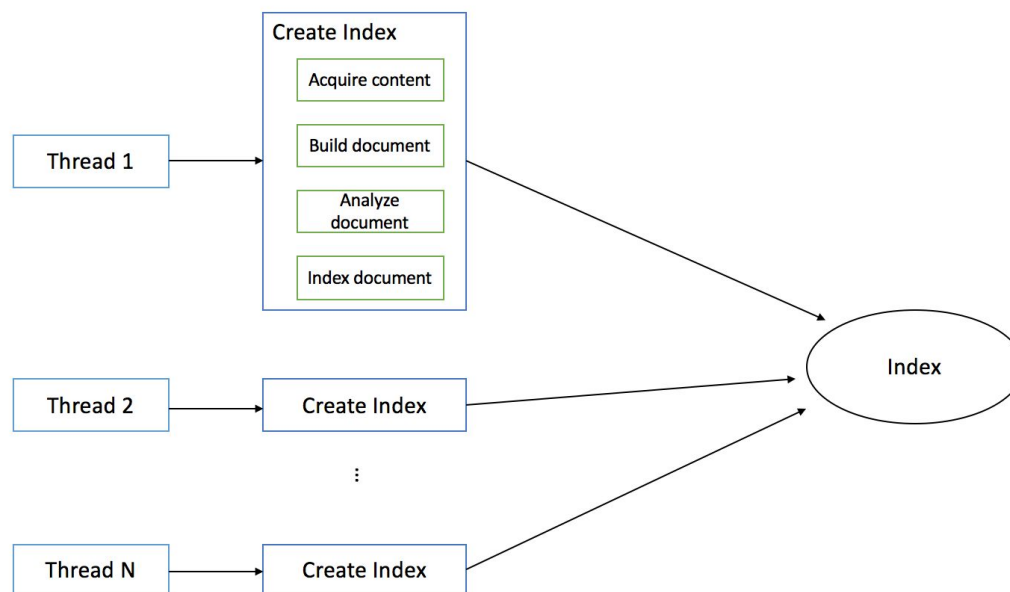 Create Index
Acquire content
Thread 1
Build document
Analyze
document
Index document
Index
Thread 2
Create Index
...
Thread N
Create Index